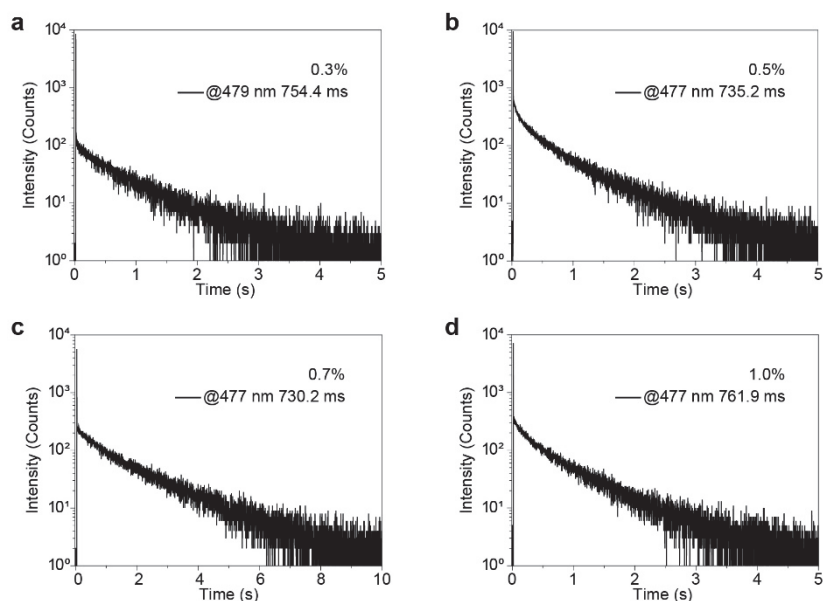 a
0.3%
@479 nm 754.4 ms
Intensity (Counts)
10⁴
10³
10²
10¹
10⁰
0 1 2 3 4 5
Time (s)
b
0.5%
@477 nm 735.2 ms
Intensity (Counts)
10⁴
10³
10²
10¹
10⁰
0 1 2 3 4 5
Time (s)
c
0.7%
@477 nm 730.2 ms
Intensity (Counts)
10⁴
10³
10²
10¹
10⁰
0 2 4 6 8 10
Time (s)
d
1.0%
@477 nm 761.9 ms
Intensity (Counts)
10⁴
10³
10²
10¹
10⁰
0 1 2 3 4 5
Time (s)